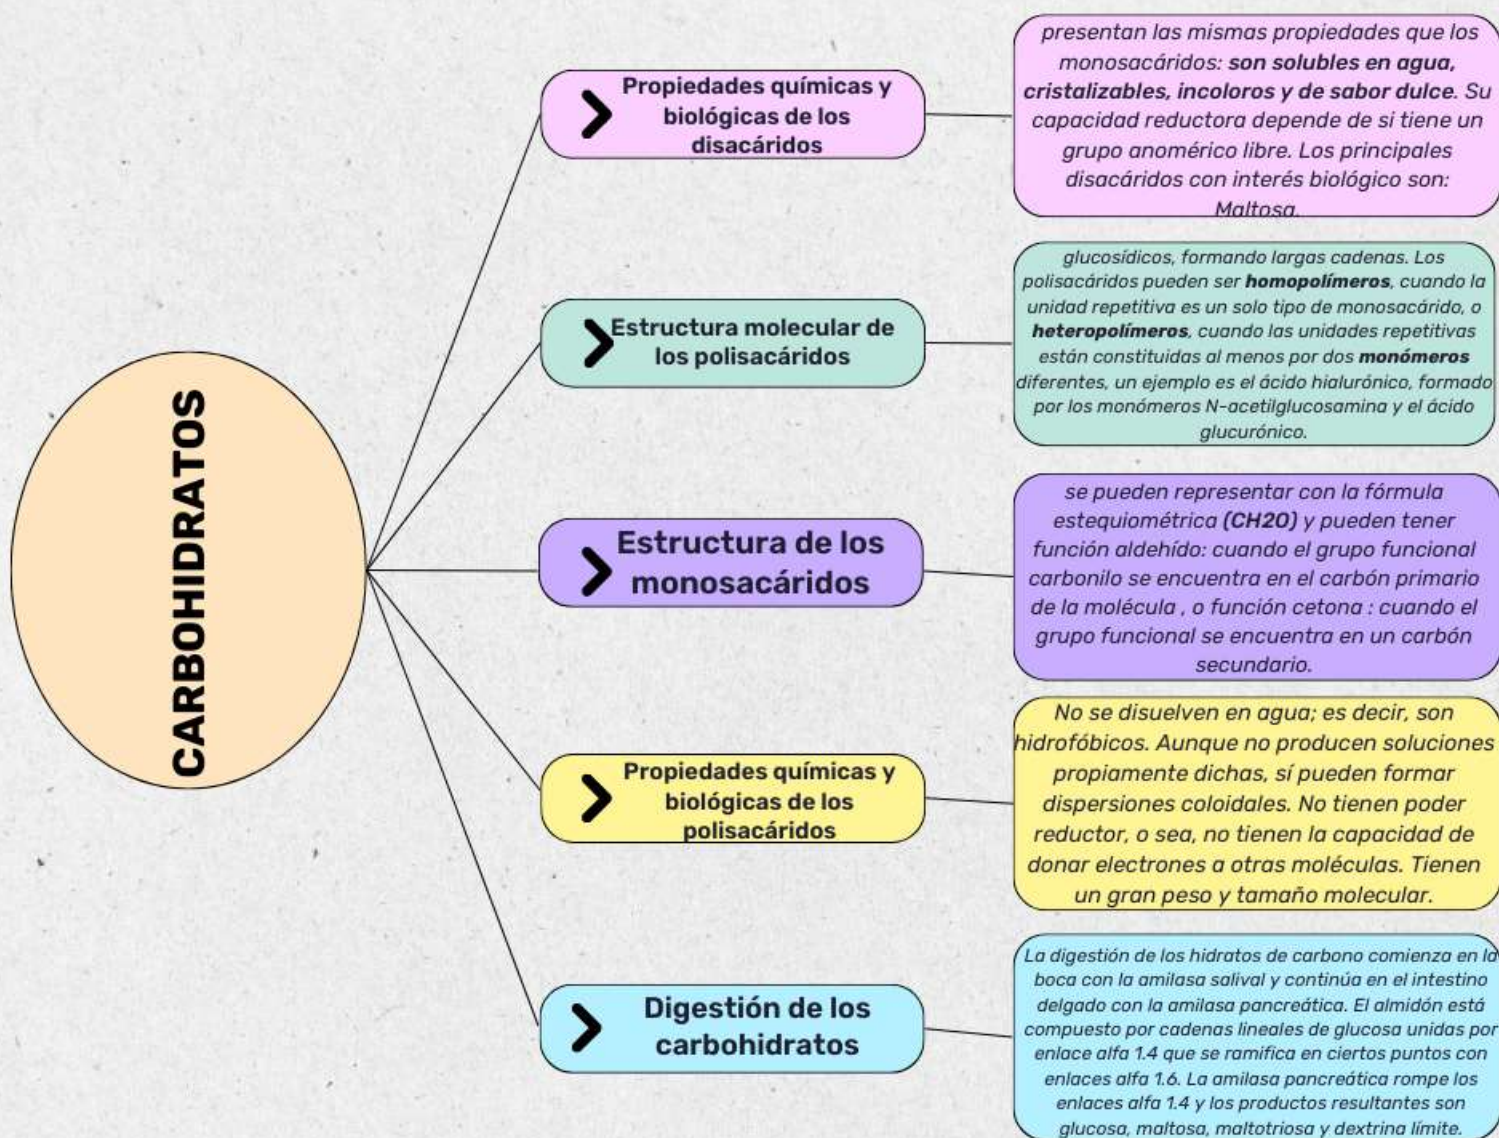 CARBOHIDRATOS
Propiedades químicas y
biológicas de los
disacáridos
presentan las mismas propiedades que los
monosacáridos: son solubles en agua,
cristalizables, incoloros y de sabor dulce. Su
capacidad reductora depende de si tiene un
grupo anomérico libre. Los principales
disacáridos con interés biológico son:
Maltosa.
Estructura molecular de
los polisacáridos
glucosídicos, formando largas cadenas. Los
polisacáridos pueden ser homopolímeros, cuando la
unidad repetitiva es un solo tipo de monosacárido, o
heteropolímeros, cuando las unidades repetitivas
están constituidas al menos por dos monómeros
diferentes, un ejemplo es el ácido hialurónico, formado
por los monómeros N-acetilglucosamina y el ácido
glucurónico.
Estructura de los
monosacáridos
se pueden representar con la fórmula
estequiométrica (CH2O) y pueden tener
función aldehído: cuando el grupo funcional
carbonilo se encuentra en el carbón primario
de la molécula , o función cetona : cuando el
grupo funcional se encuentra en un carbón
secundario.
Propiedades químicas y
biológicas de los
polisacáridos
No se disuelven en agua; es decir, son
hidrofóbicos. Aunque no producen soluciones
propiamente dichas, sí pueden formar
dispersiones coloidales. No tienen poder
reductor, o sea, no tienen la capacidad de
donar electrones a otras moléculas. Tienen
un gran peso y tamaño molecular.
Digestión de los
carbohidratos
La digestión de los hidratos de carbono comienza en la
boca con la amilasa salival y continúa en el intestino
delgado con la amilasa pancreática. El almidón está
compuesto por cadenas lineales de glucosa unidas por
enlace alfa 1.4 que se ramifica en ciertos puntos con
enlaces alfa 1.6. La amilasa pancreática rompe los
enlaces alfa 1.4 y los productos resultantes son
glucosa, maltosa, maltotriosa y dextrina límite.